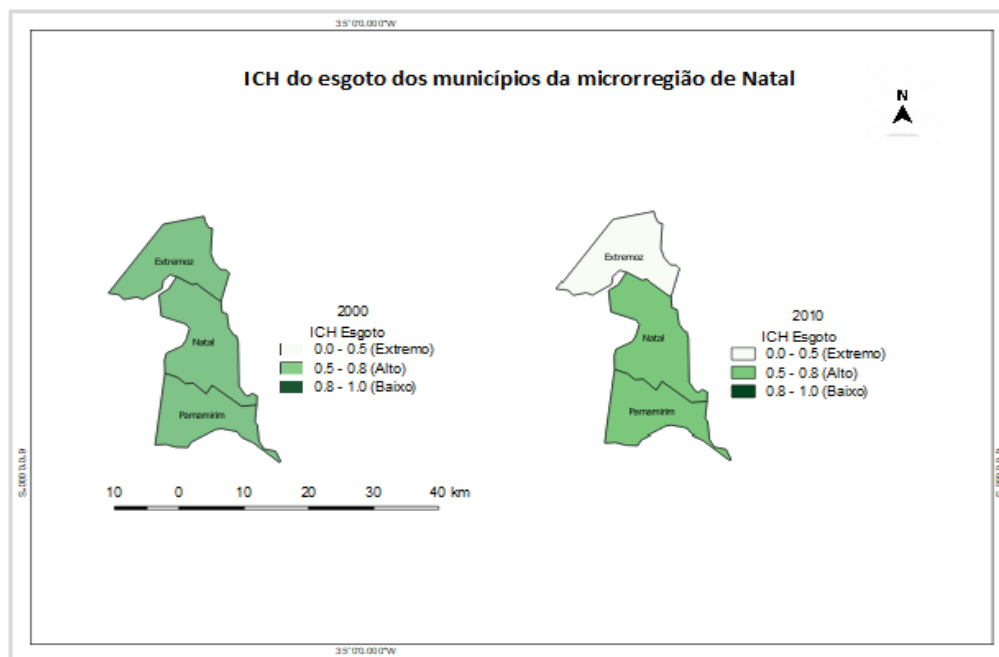 35°0'0.000"W
ICH do esgoto dos municípios da microrregião de Natal
N
Extremoz
Natal
Parnamirim
2000
ICH Esgoto
0.0 - 0.5 (Extremo)
0.5 - 0.8 (Alto)
0.8 - 1.0 (Baixo)
Extremoz
Natal
Parnamirim
2010
ICH Esgoto
0.0 - 0.5 (Extremo)
0.5 - 0.8 (Alto)
0.8 - 1.0 (Baixo)
10 0 10 20 30 40 km
35°0'0.000"W